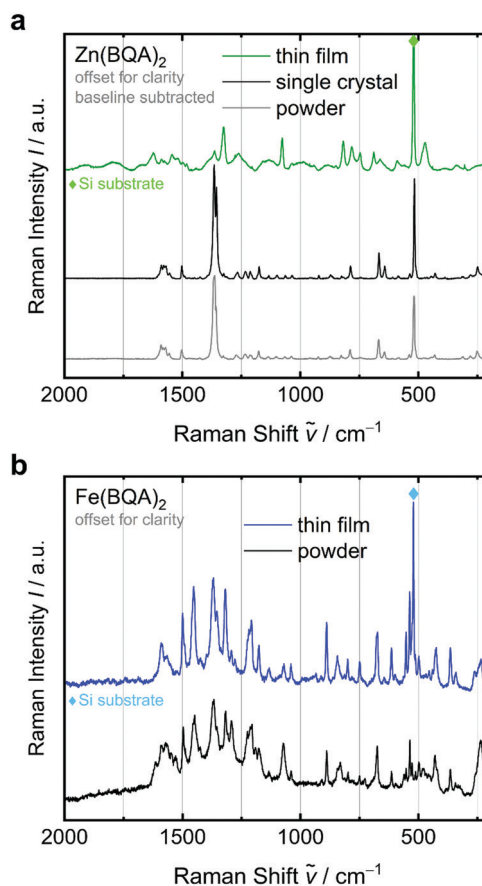 a
Zn(BQA)₂
offset for clarity
baseline subtracted
thin film
single crystal
powder
Si substrate
Raman Intensity I / a.u.
2000 1500 1000 500
Raman Shift ṽ / cm⁻¹
b
Fe(BQA)₂
offset for clarity
thin film
powder
Si substrate
Raman Intensity I / a.u.
2000 1500 1000 500
Raman Shift ṽ / cm⁻¹